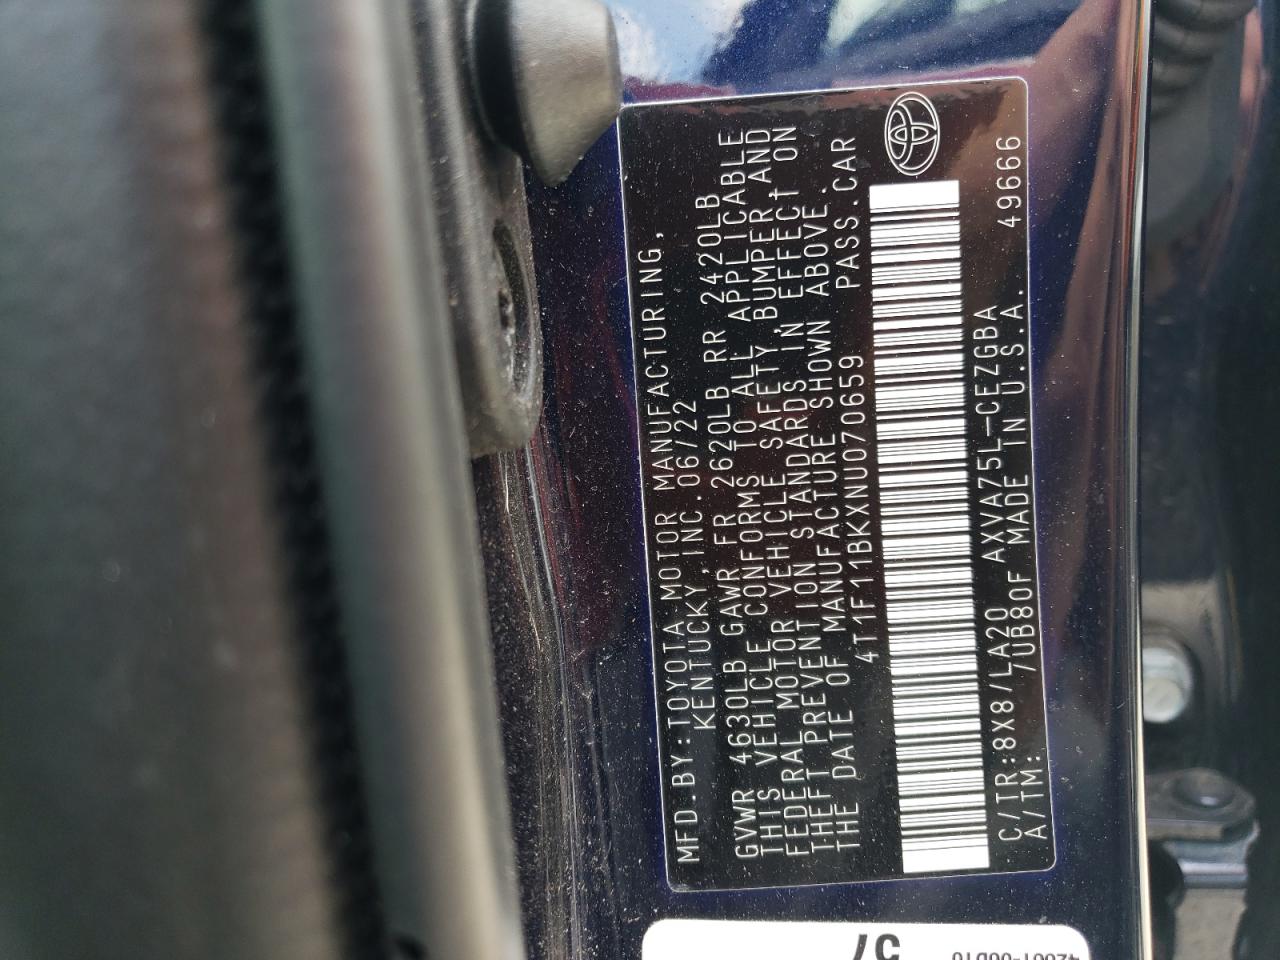 MFD.BY:TOYOTA MOTOR MANUFACTURING,
KENTUCKY,INC.06/22
GVWR 4630LB GAWR FR 2620LB RR 2420LB
THIS VEHICLE CONFORMS TO ALL APPLICABLE
FEDERAL MOTOR VEHICLE SAFETY,BUMPER,AND
THEFT PREVENTION STANDARDS IN EFFECT ON
THE DATE OF MANUFACTURE SHOWN ABOVE.
4T1F11BKXNU070659 PASS.CAR
C/TR:8X8/LA20 AXVA75L-CEZGBA
A/TM: 7UB80F MADE IN U.S.A. 49666
57